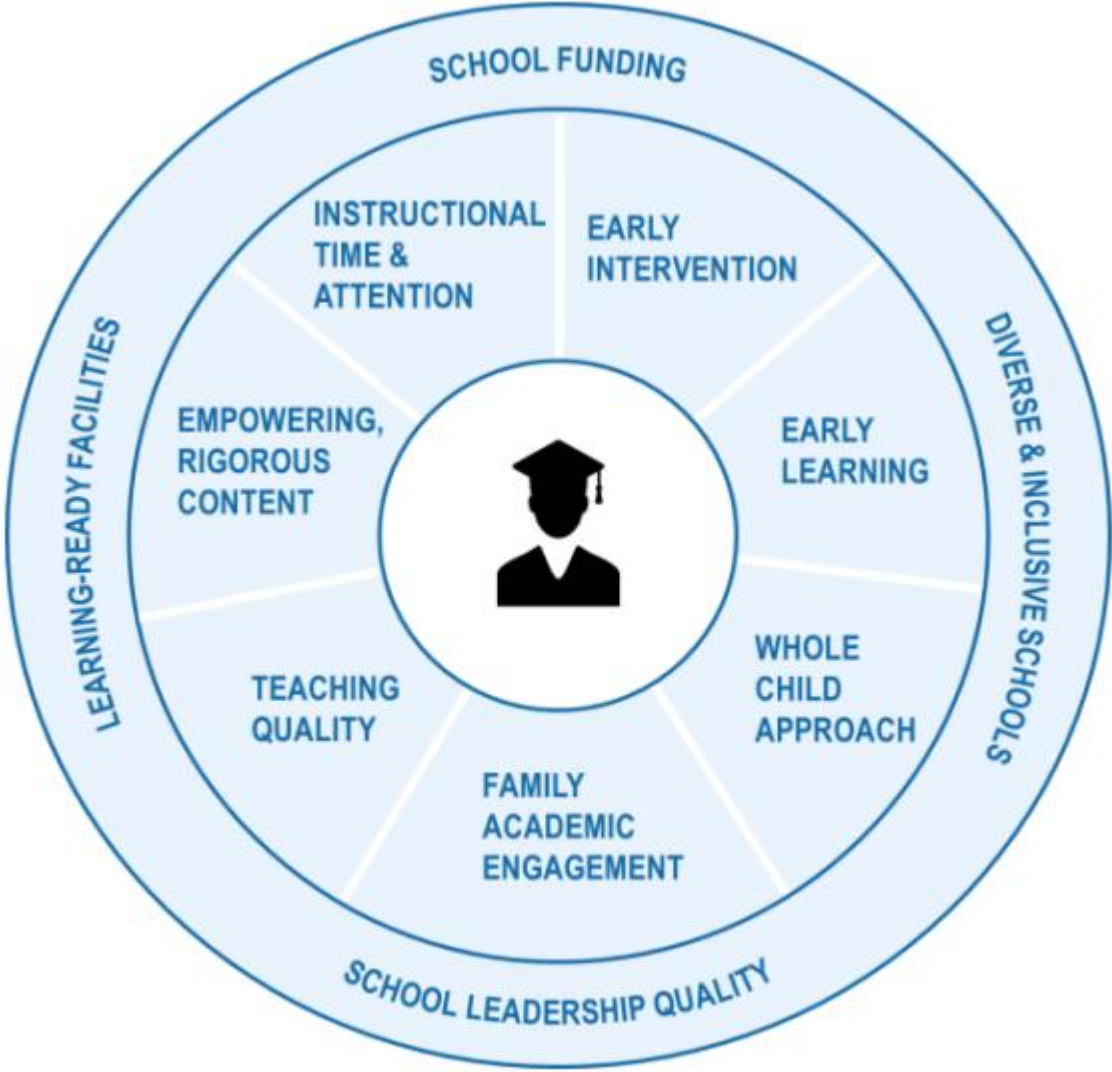 SCHOOL FUNDING
INSTRUCTIONAL
TIME &
ATTENTION
EARLY
INTERVENTION
EMPOWERING,
RIGOROUS
CONTENT
EARLY
LEARNING
TEACHING
QUALITY
WHOLE
CHILD
APPROACH
FAMILY
ACADEMIC
ENGAGEMENT
LEARNING-READY FACILITIES
DIVERSE & INCLUSIVE SCHOOLS
SCHOOL LEADERSHIP QUALITY